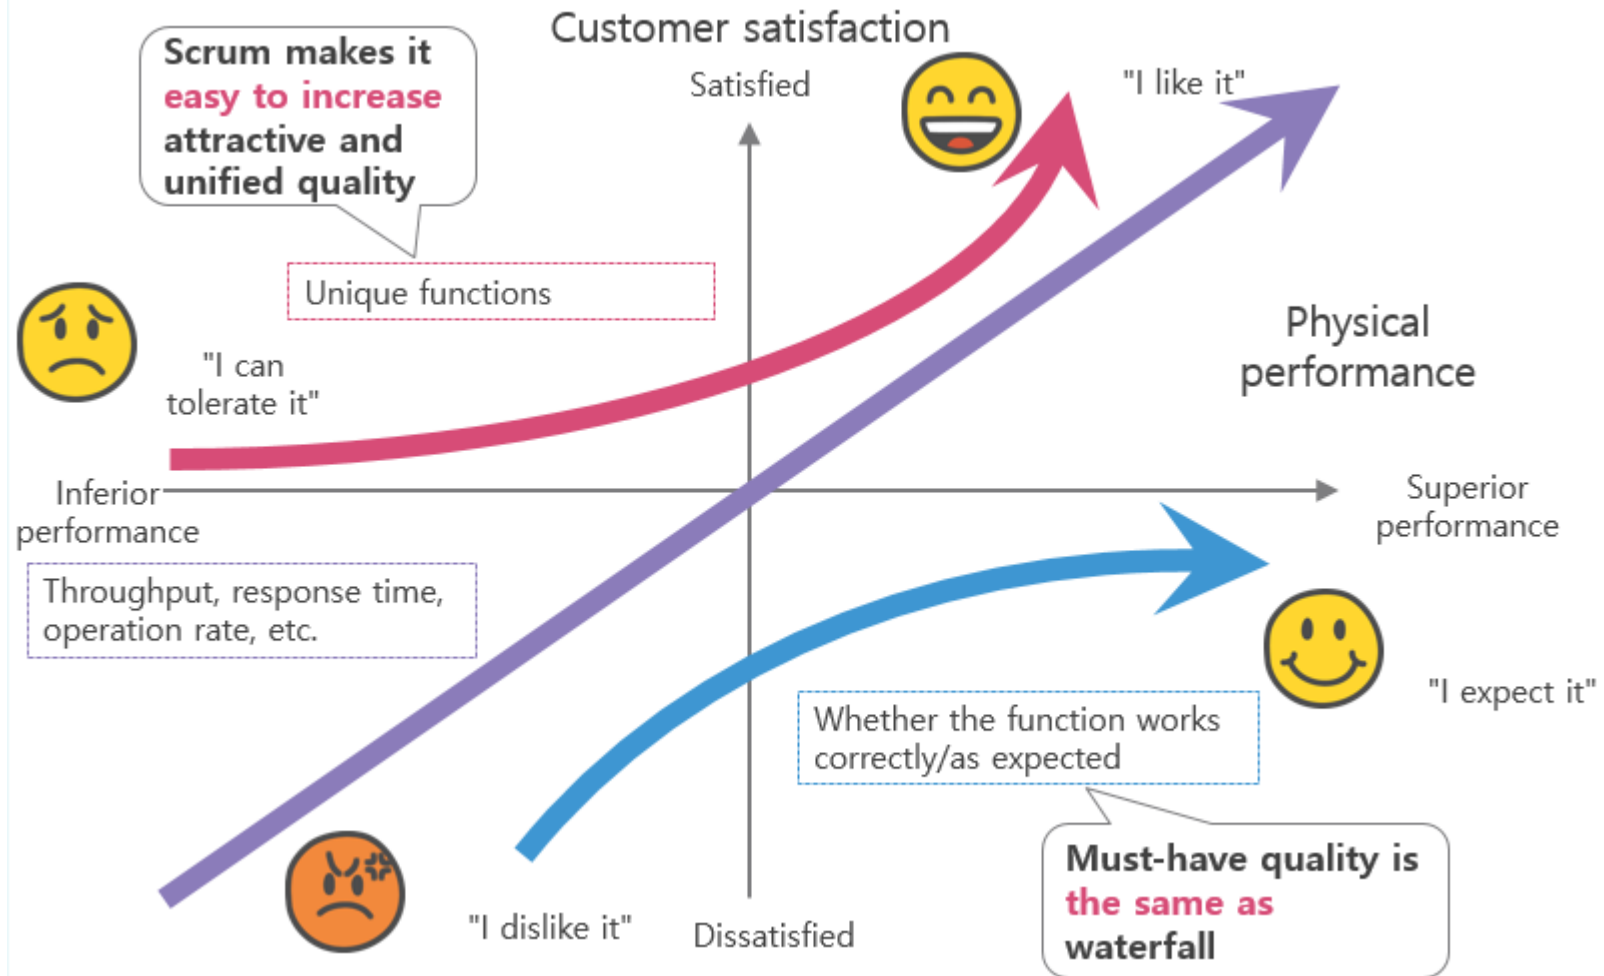 Customer satisfaction
Satisfied
Scrum makes it
easy to increase
attractive and
unified quality
"I like it"
Unique functions
Physical
performance
"I can
tolerate it"
Inferior
performance
Superior
performance
Throughput, response time,
operation rate, etc.
"I expect it"
Whether the function works
correctly/as expected
Must-have quality is
the same as
waterfall
"I dislike it"
Dissatisfied